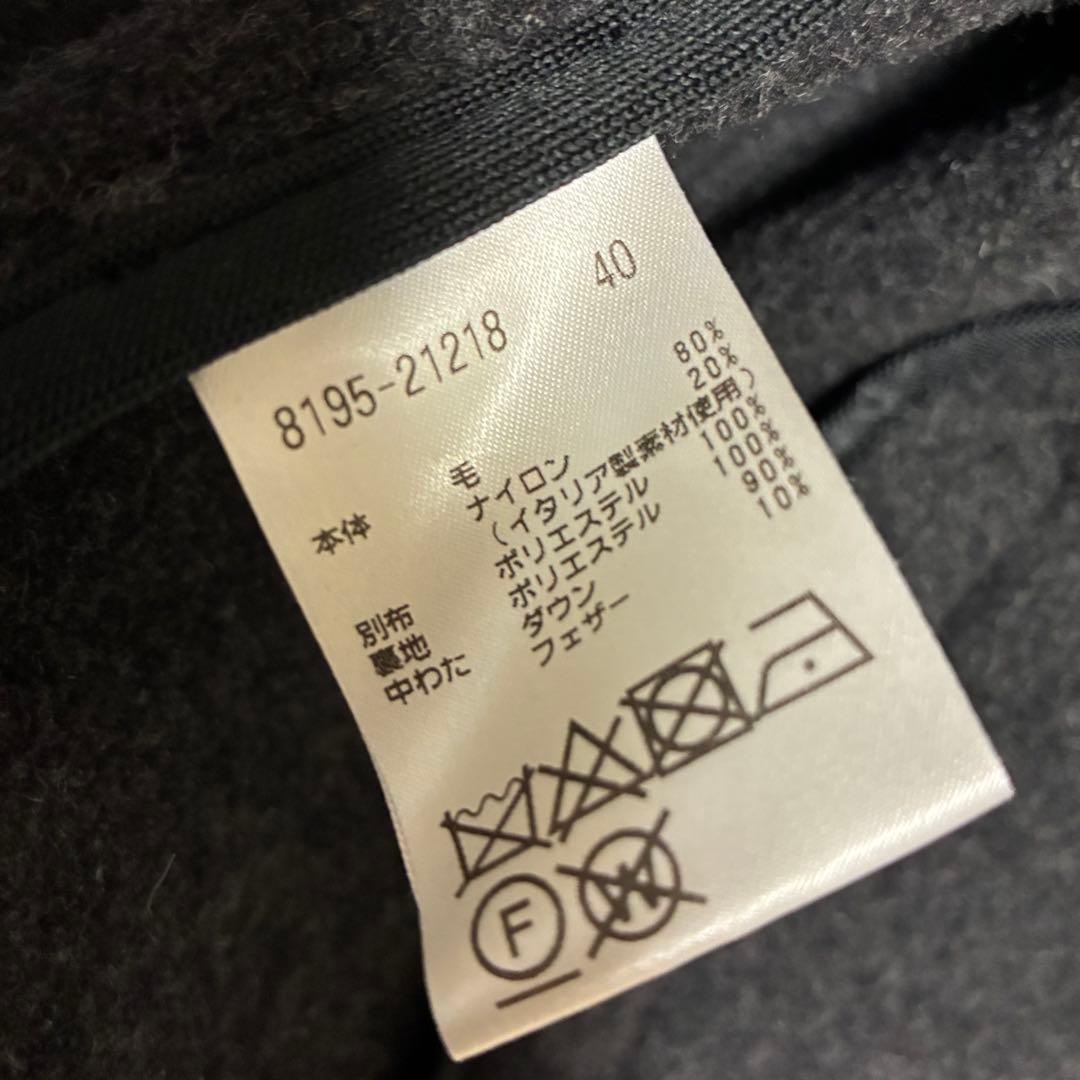 8195-21218 40
本体 毛 80%
ナイロン 20%
(イタリア製素材使用)
別布 ポリエステル 100%
裏地 ポリエステル 100%
中わた ダウン 90%
フェザー 10%
F W